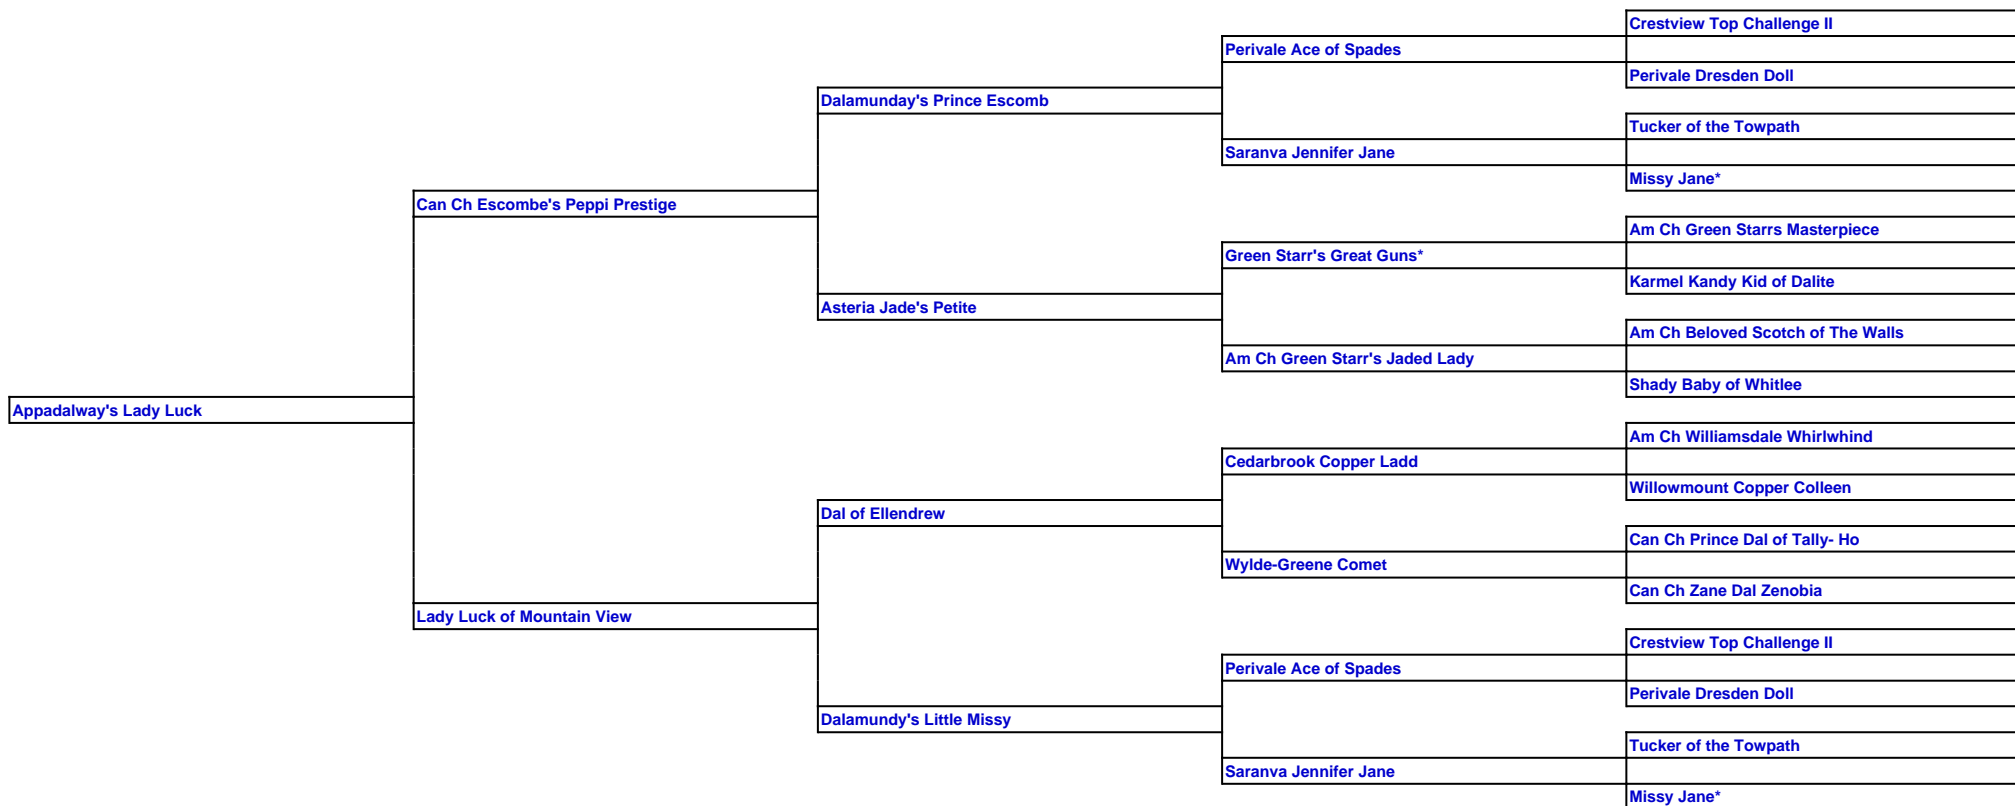 Crestview Top Challenge II
Perivale Ace of Spades
Perivale Dresden Doll
Dalamunday's Prince Escomb
Tucker of the Towpath
Saranva Jennifer Jane
Missy Jane*
Can Ch Escombe's Peppi Prestige
Am Ch Green Starrs Masterpiece
Green Starr's Great Guns*
Karmel Kandy Kid of Dalite
Asteria Jade's Petite
Am Ch Beloved Scotch of The Walls
Am Ch Green Starr's Jaded Lady
Shady Baby of Whitlee
Appadalway's Lady Luck
Am Ch Williamsdale Whirlwhind
Cedarbrook Copper Ladd
Willowmount Copper Colleen
Dal of Ellendrew
Can Ch Prince Dal of Tally- Ho
Wylde-Greene Comet
Can Ch Zane Dal Zenobia
Lady Luck of Mountain View
Crestview Top Challenge II
Perivale Ace of Spades
Perivale Dresden Doll
Dalamundy's Little Missy
Tucker of the Towpath
Saranva Jennifer Jane
Missy Jane*